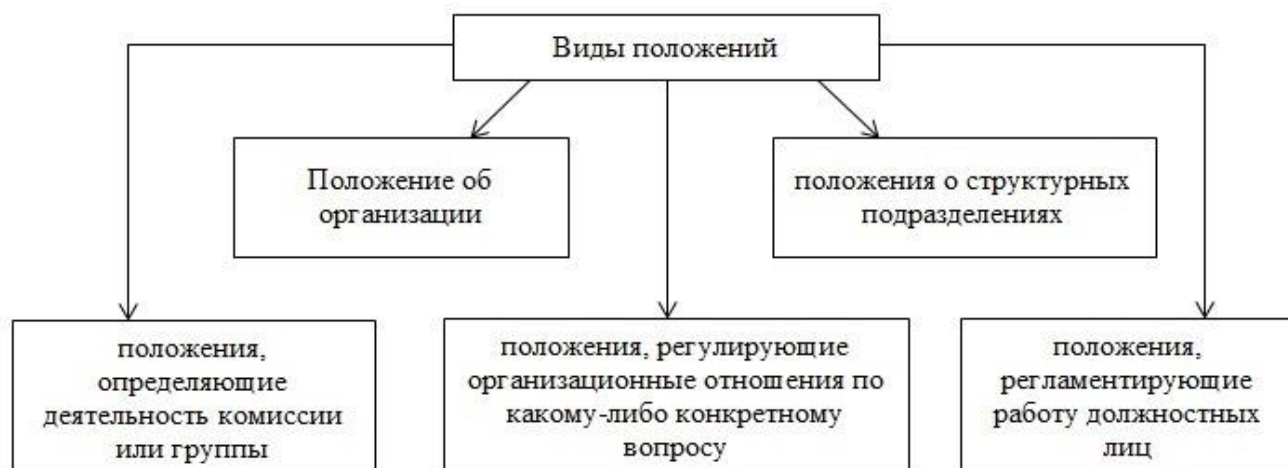 Виды положений
Положение об
организации
положения о структурных
подразделениях
положения,
определяющие
деятельность комиссии
или группы
положения, регулирующие
организационные отношения по
какому-либо конкретному
вопросу
положения,
регламентирующие
работу должностных
лиц